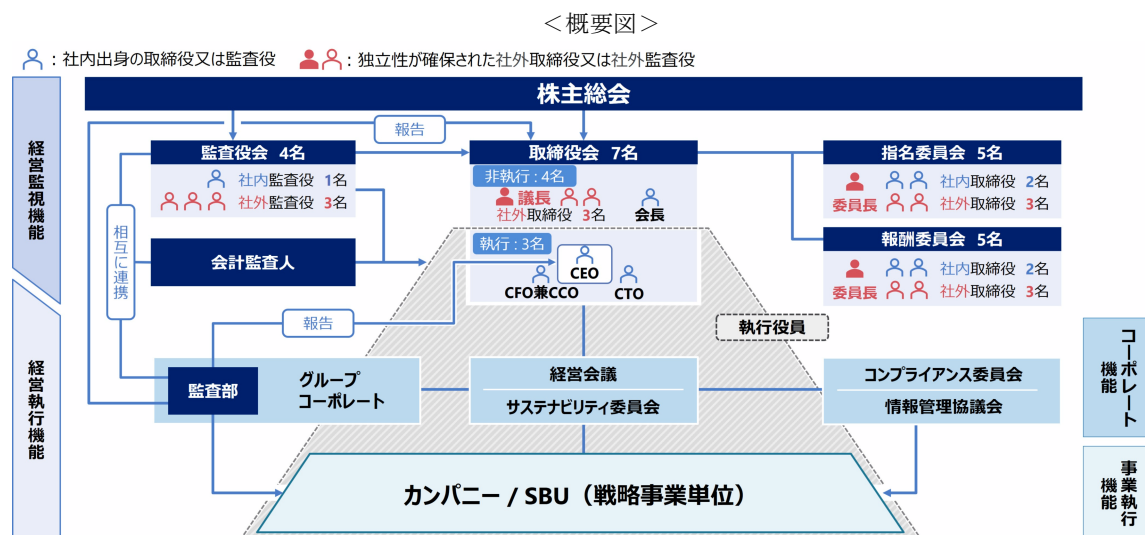 ＜概要図＞
：社内出身の取締役又は監査役
：独立性が確保された社外取締役又は社外監査役
経営監視機能
株主総会
報告
監査役会 4名
社内監査役 1名
社外監査役 3名
取締役会 7名
非執行：4名
議長
社外取締役 3名
会長
指名委員会 5名
社内取締役 2名
委員長
社外取締役 3名
相互に連携
会計監査人
執行：3名
CEO
CFO兼CCO
CTO
報酬委員会 5名
社内取締役 2名
委員長
社外取締役 3名
報告
執行役員
経営執行機能
監査部
グループ
コーポレート
経営会議
サステナビリティ委員会
コンプライアンス委員会
情報管理協議会
コーポレート
機能
カンパニー / SBU（戦略事業単位）
事業執行
機能